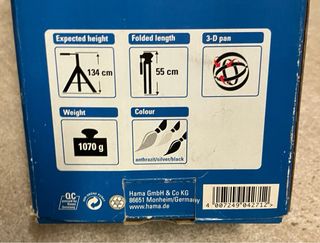 Expected height
Folded length
3-D pan
134 cm
55 cm
Weight
Colour
1070 g
anthrazit/silver/black
QC
Hama GmbH & Co KG
86651 Monheim/Germany
www.hama.de
4 007249 042712